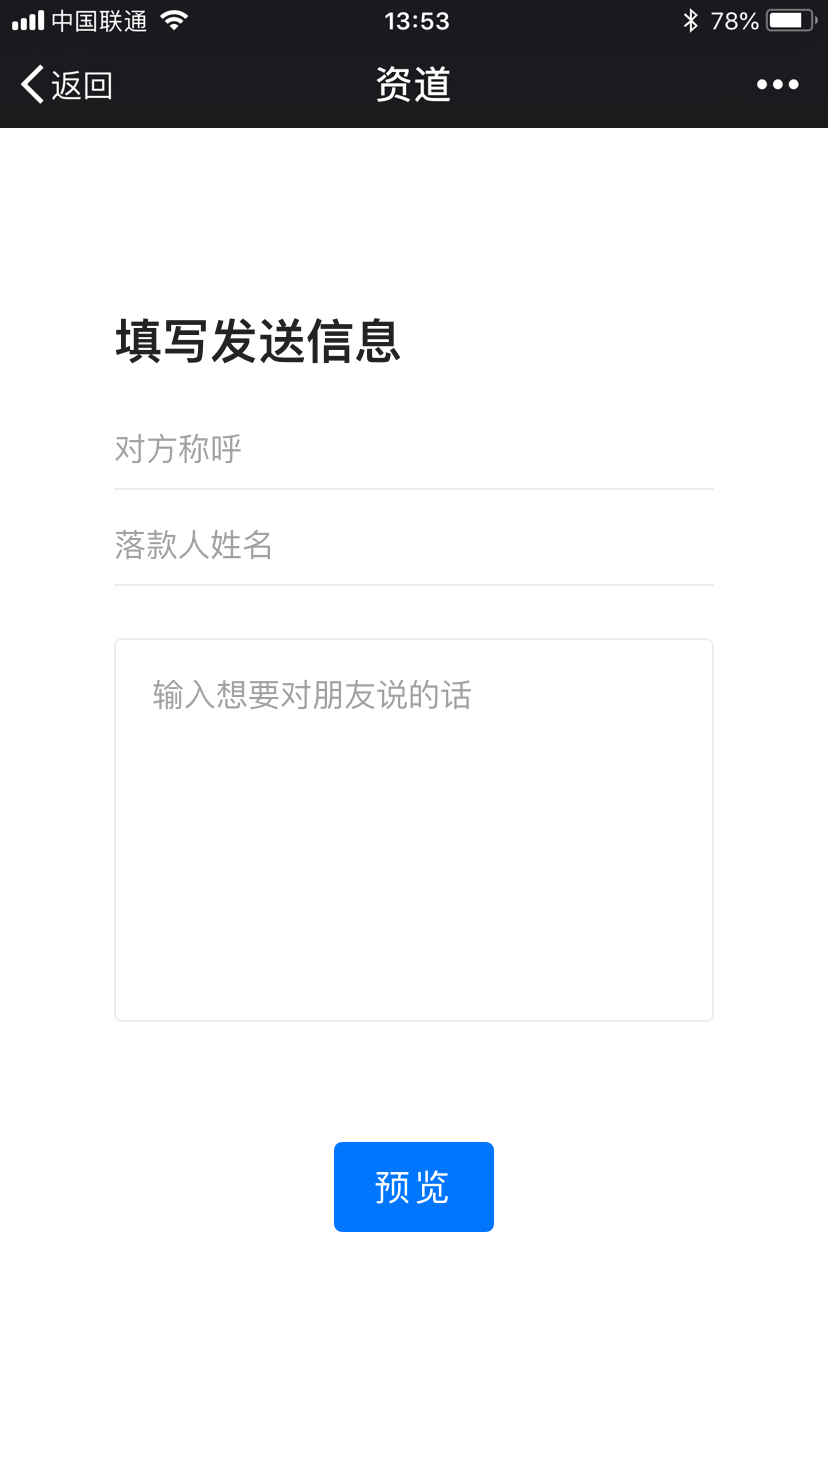 中国联通 13:53 78%
返回 资道
填写发送信息
对方称呼
落款人姓名
输入想要对朋友说的话
预览